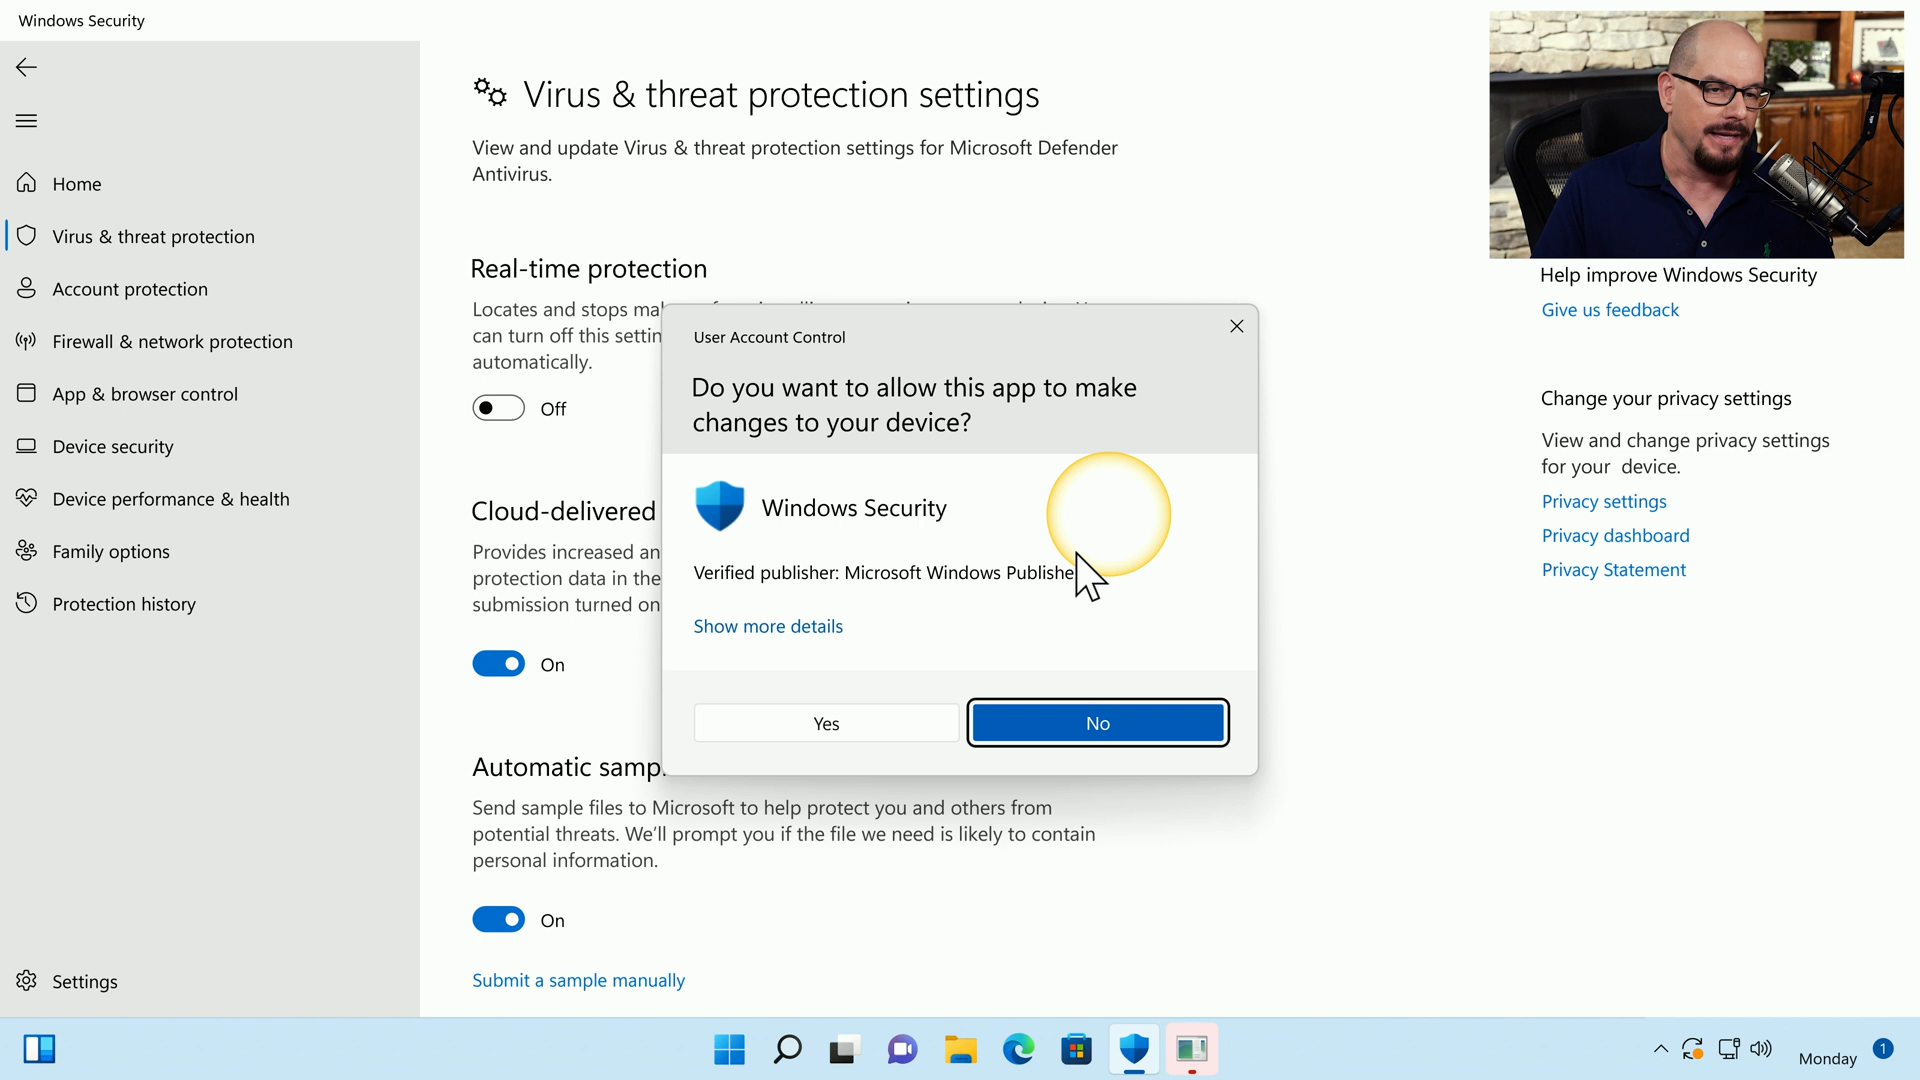 Windows Security
Home
Virus & threat protection
Account protection
Firewall & network protection
App & browser control
Device security
Device performance & health
Family options
Protection history
Settings
Virus & threat protection settings
View and update Virus & threat protection settings for Microsoft Defender
Antivirus.
Real-time protection
Locates and stops
can turn off this
automatically.
Off
Cloud-delivered
Provides increased
protection data in the
submission turned on
On
Automatic
Send sample files to Microsoft to help protect you and others from
potential threats. We'll prompt you if the file we need is likely to contain
personal information.
On
Submit a sample manually
User Account Control
Do you want to allow this app to make
changes to your device?
Windows Security
Verified publisher: Microsoft Windows Publishe
Show more details
Yes
No
Help improve Windows Security
Give us feedback
Change your privacy settings
View and change privacy settings
for your device.
Privacy settings
Privacy dashboard
Privacy Statement
Monday
1